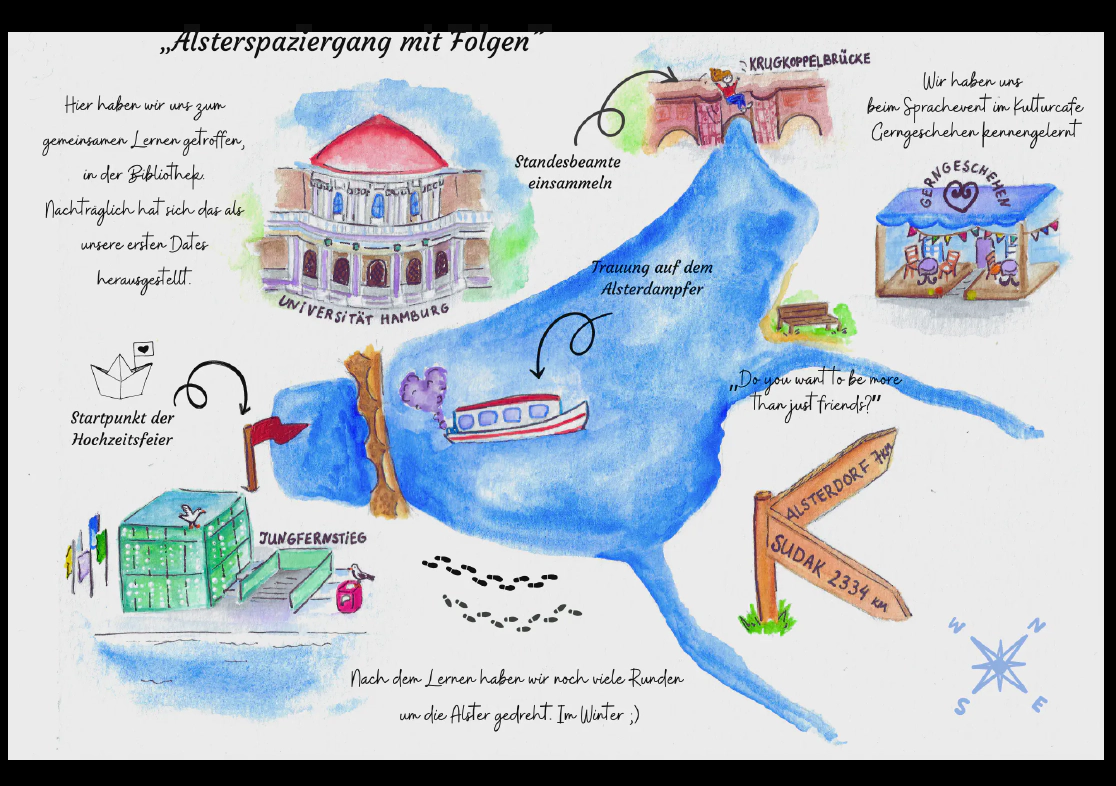 „Alsterspaziergang mit Folgen"
Hier haben wir uns zum
gemeinsamen Lernen getroffen,
in der Bibliothek.
Nachträglich hat sich das als
unsere ersten Dates
herausgestellt.
UNIVERSITÄT HAMBURG
Standesbeamte
einsammeln
KRUGKOPPELBRÜCKE
Wir haben uns
beim Sprachevent im Kulturcafe
Gerngeschehen kennengelernt
GERNGESCHEHEN
Trauung auf dem
Alsterdampfer
Startpunkt der
Hochzeitsfeier
„Do you want to be more
than just friends?"
ALSTERDORF 7KM
SUDAK 2334 KM
JUNGFERNSTIEG
Nach dem Lernen haben wir noch viele Runden
um die Alster gedreht. Im Winter ;)
W N
S E